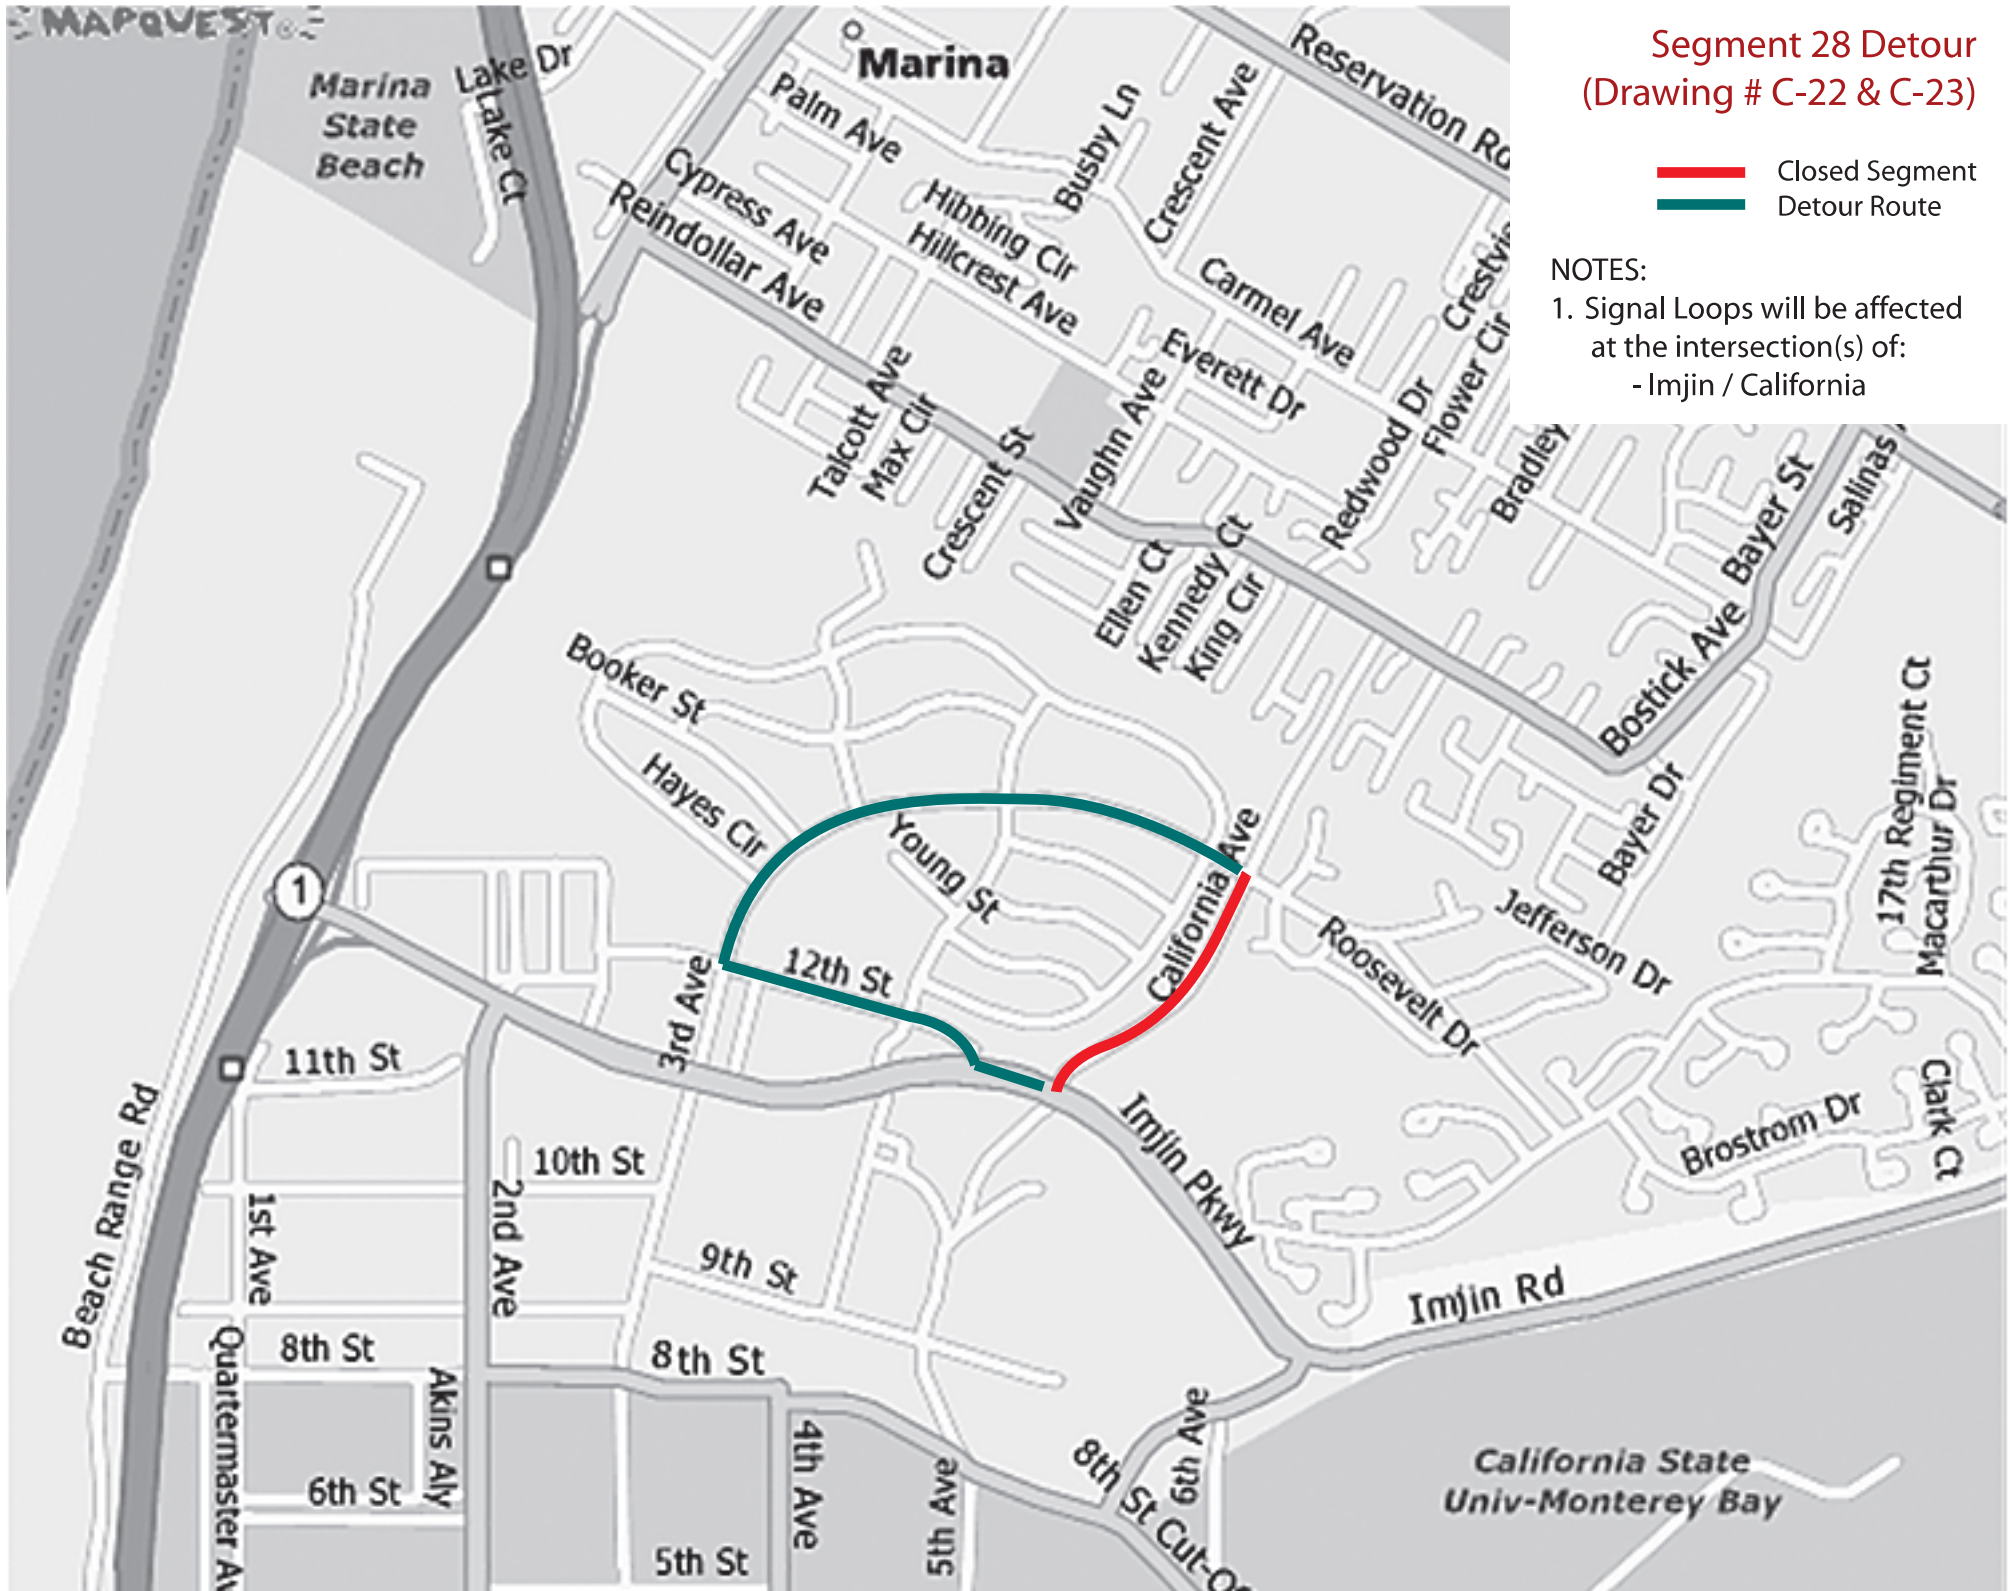 MAPQUEST®
Segment 28 Detour
(Drawing # C-22 & C-23)
Closed Segment
Detour Route
NOTES:
1. Signal Loops will be affected
at the intersection(s) of:
- Imjin / California
Marina
State
Beach
Lake Dr
Lake Ct
Marina
Palm Ave
Cypress Ave
Reindollar Ave
Hibbing Cir
Hillcrest Ave
Busby Ln
Crescent Ave
Reservation Rd
Carmel Ave
Everett Dr
Crestvi
Flower Cir
Redwood Dr
Bradley
Talcott Ave
Max Cir
Crescent St
Vaughn Ave
Ellen Ct
Kennedy Ct
King Cir
Bayer St
Salinas
Bostick Ave
Booker St
Hayes Cir
Young St
California Ave
Bayer Dr
Jefferson Dr
Roosevelt Dr
17th Regiment Ct
Macarthur Dr
1
12th St
3rd Ave
11th St
Imjin Pkwy
Brostrom Dr
Clark Ct
Beach Range Rd
10th St
1st Ave
2nd Ave
9th St
Imjin Rd
8th St
8th St
Quartermaster Av
Akins Aly
6th St
4th Ave
5th Ave
5th St
6th Ave
8th St Cut-Of
California State
Univ-Monterey Bay